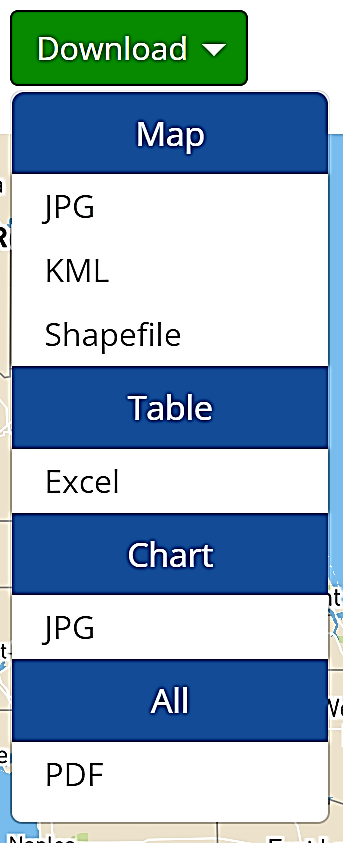 Download
Map
JPG
KML
Shapefile
Table
Excel
Chart
JPG
All
PDF